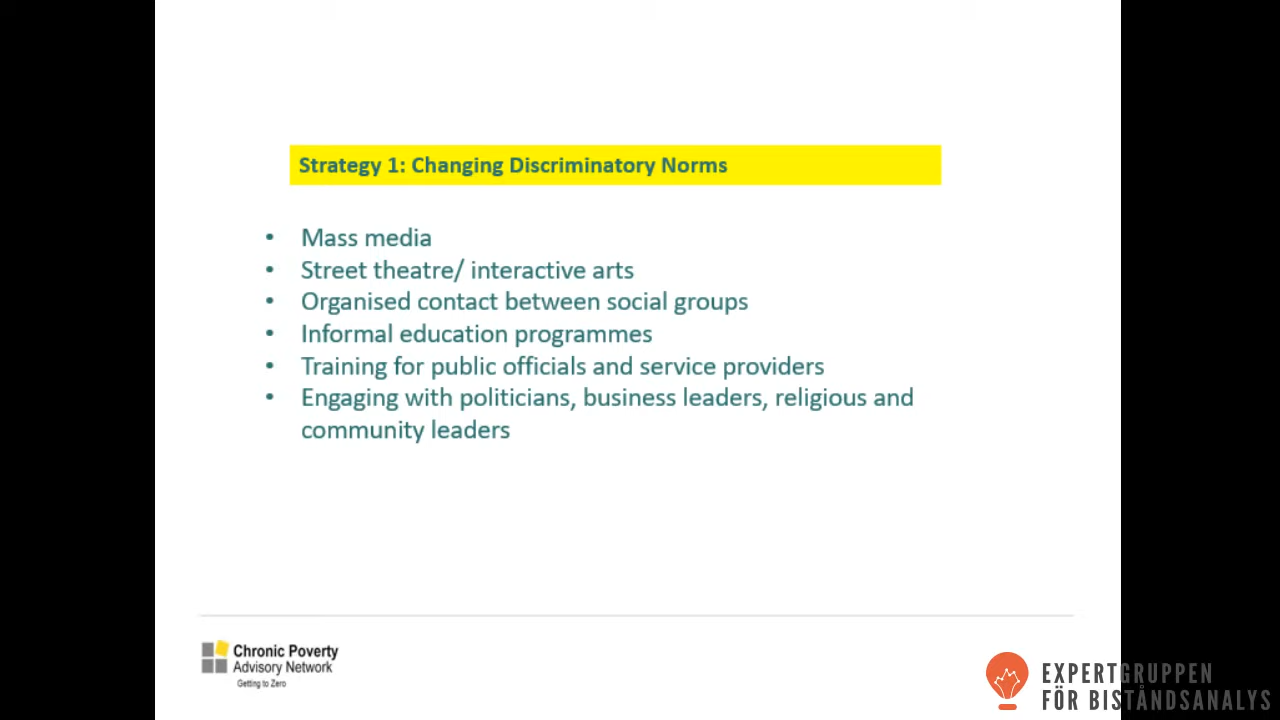 Strategy 1: Changing Discriminatory Norms
• Mass media
• Street theatre/ interactive arts
• Organised contact between social groups
• Informal education programmes
• Training for public officials and service providers
• Engaging with politicians, business leaders, religious and
community leaders
Chronic Poverty
Advisory Network
Getting to Zero
EXPERTGRUPPEN
FÖR BISTÅNDSANALYS